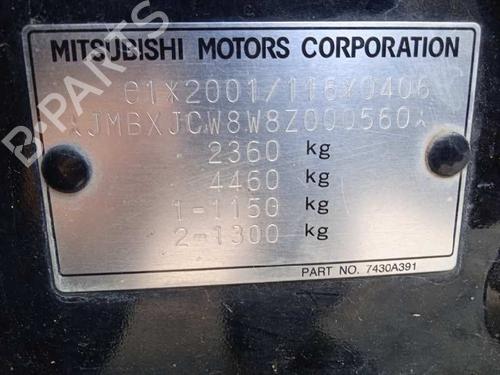 MITSUBISHI MOTORS CORPORATION
e1*2001/116*0406
*JMBXJCW8W8Z000560*
2360 kg
4460 kg
1-1150 kg
2-1300 kg
PART NO. 7430A391
B-PARTS